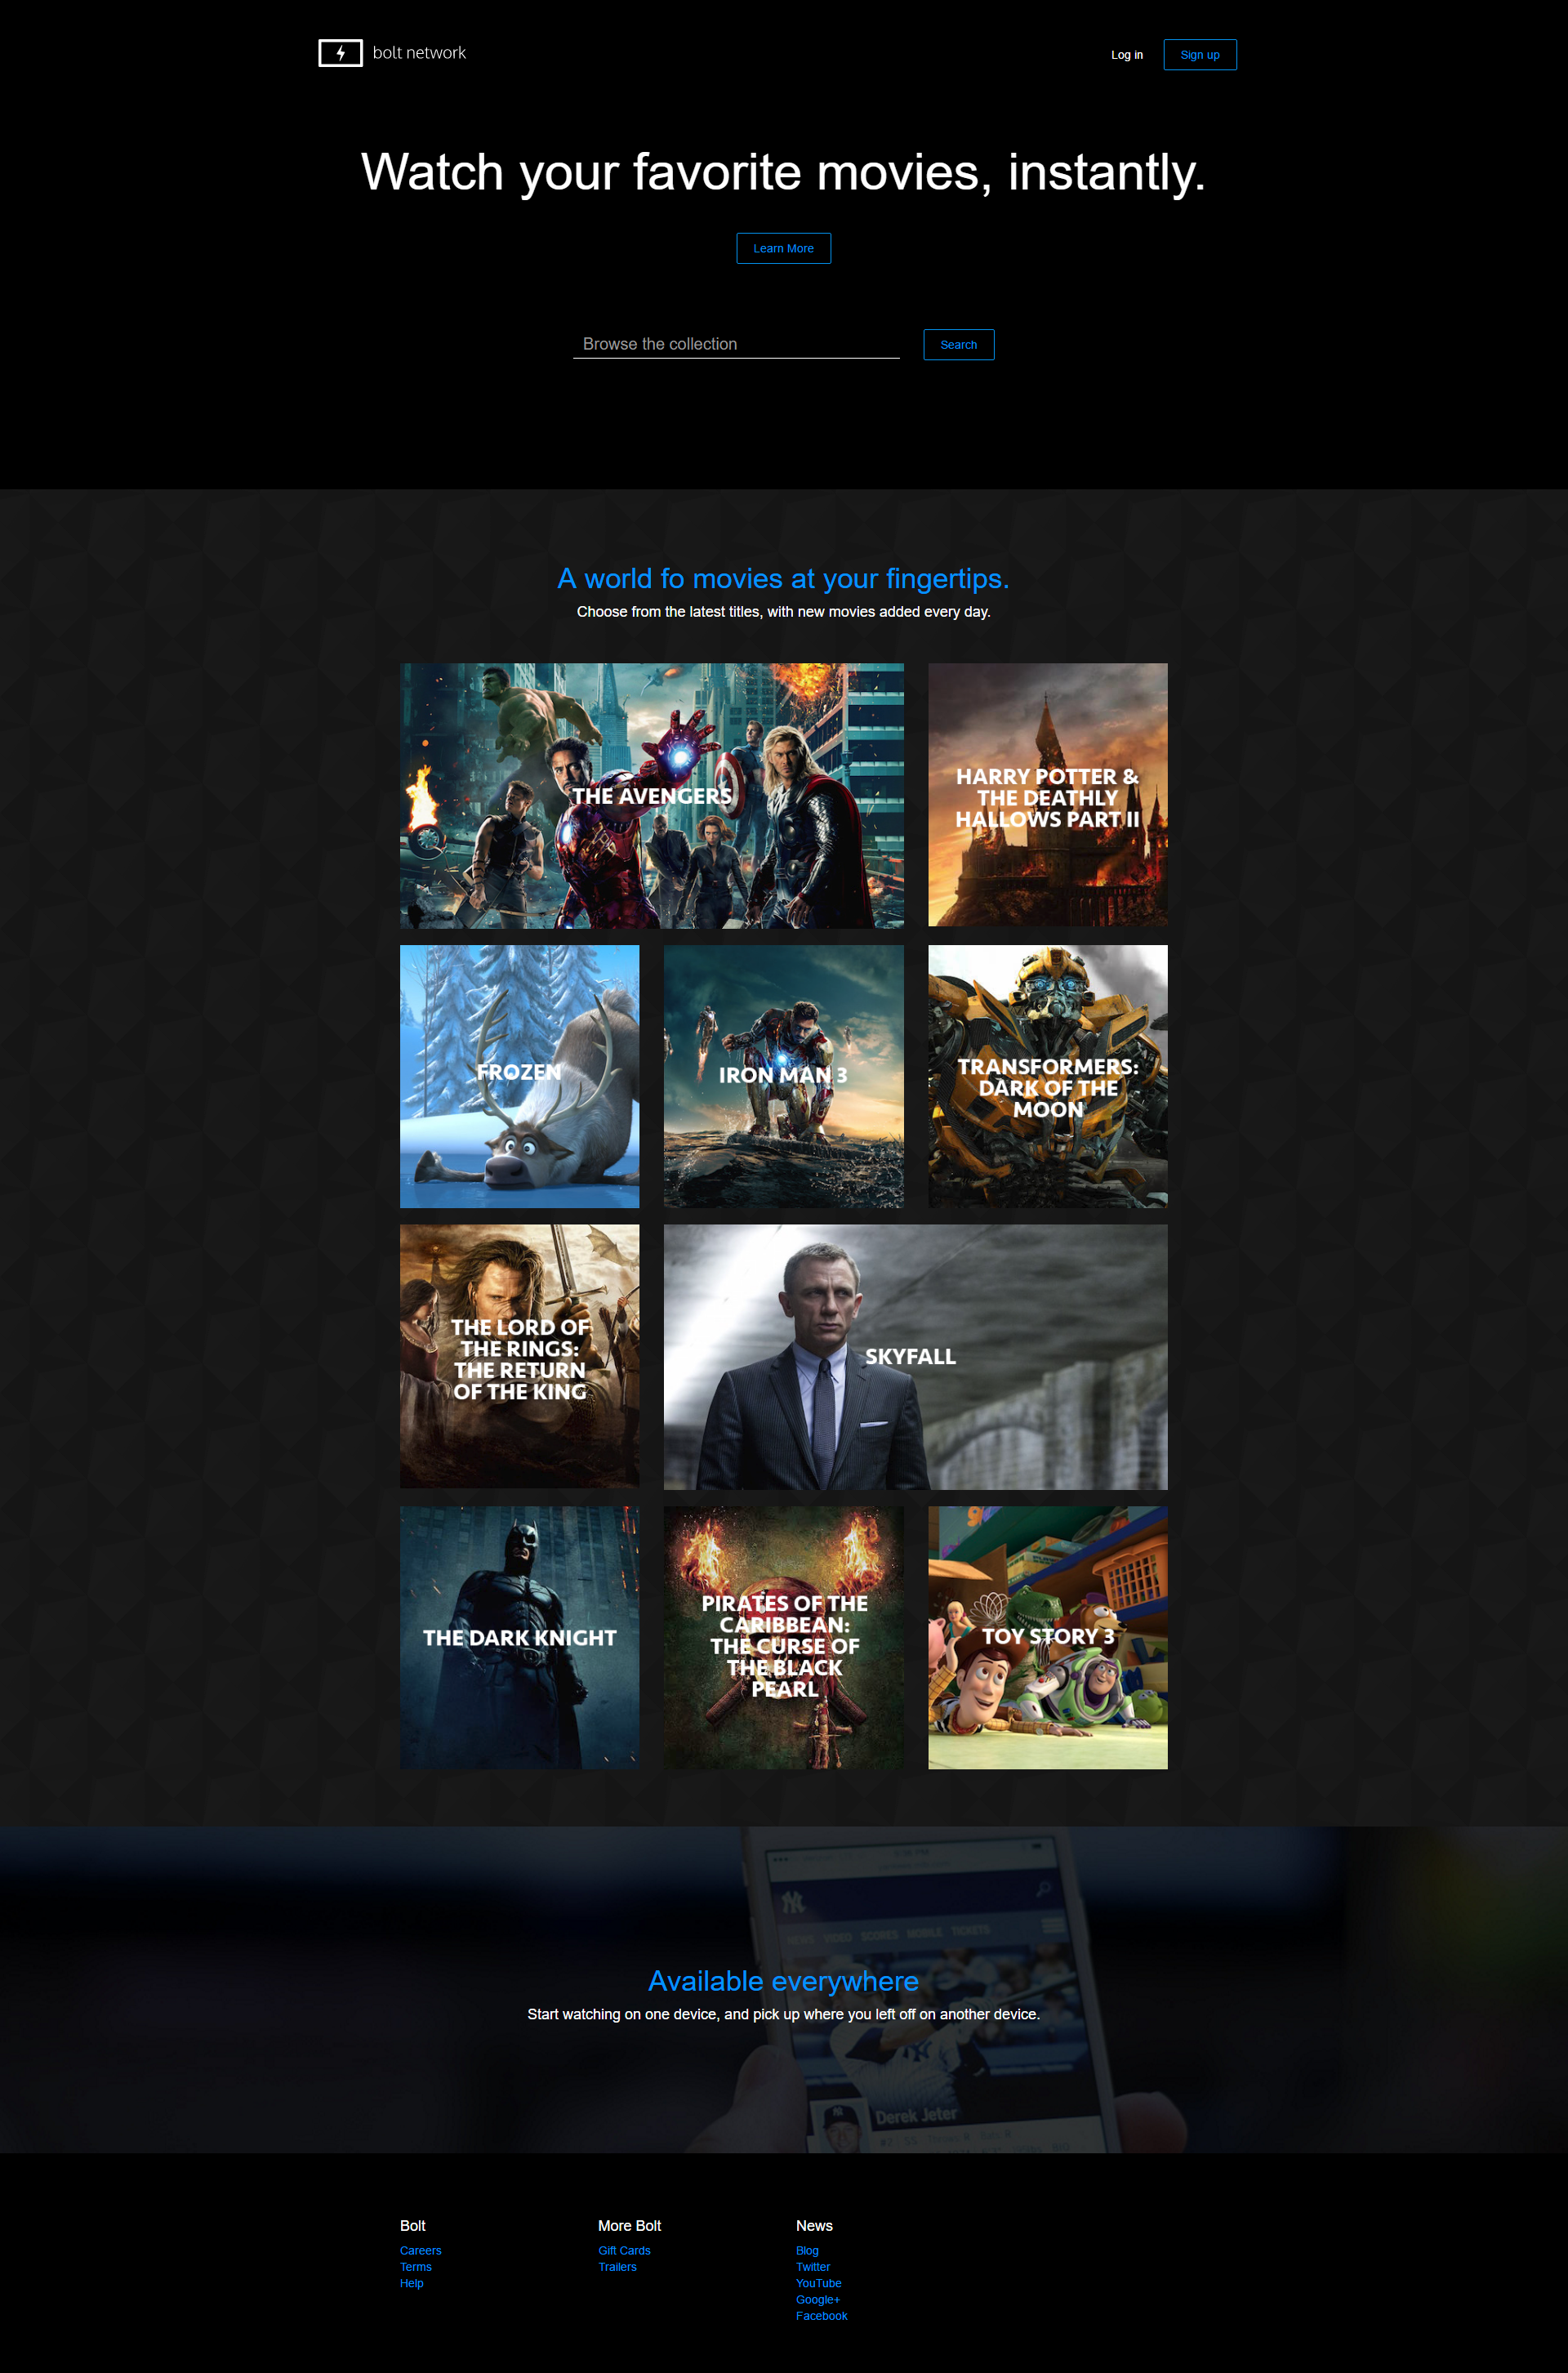 bolt network
Log in
Sign up
Watch your favorite movies, instantly.
Learn More
Browse the collection
Search
A world fo movies at your fingertips.
Choose from the latest titles, with new movies added every day.
THE AVENGERS
HARRY POTTER &
THE DEATHLY
HALLOWS PART II
FROZEN
IRON MAN 3
TRANSFORMERS:
DARK OF THE
MOON
THE LORD OF
THE RINGS:
THE RETURN
OF THE KING
SKYFALL
THE DARK KNIGHT
PIRATES OF THE
CARIBBEAN:
THE CURSE OF
THE BLACK
PEARL
TOY STORY 3
NEWS VIDEO SCORES MOBILE TICKETS
Available everywhere
Start watching on one device, and pick up where you left off on another device.
Derek Jeter
Bolt
Careers
Terms
Help
More Bolt
Gift Cards
Trailers
News
Blog
Twitter
YouTube
Google+
Facebook